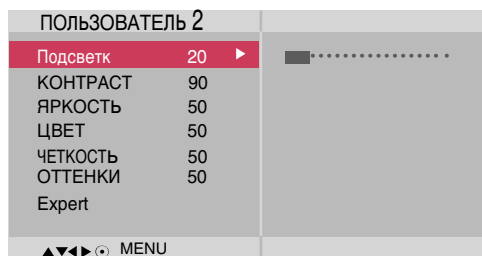 ПОЛЬЗОВАТЕЛЬ 2
Подсветк 20
КОНТРАСТ 90
ЯРКОСТЬ 50
ЦВЕТ 50
ЧЕТКОСТЬ 50
ОТТЕНКИ 50
Expert
MENU